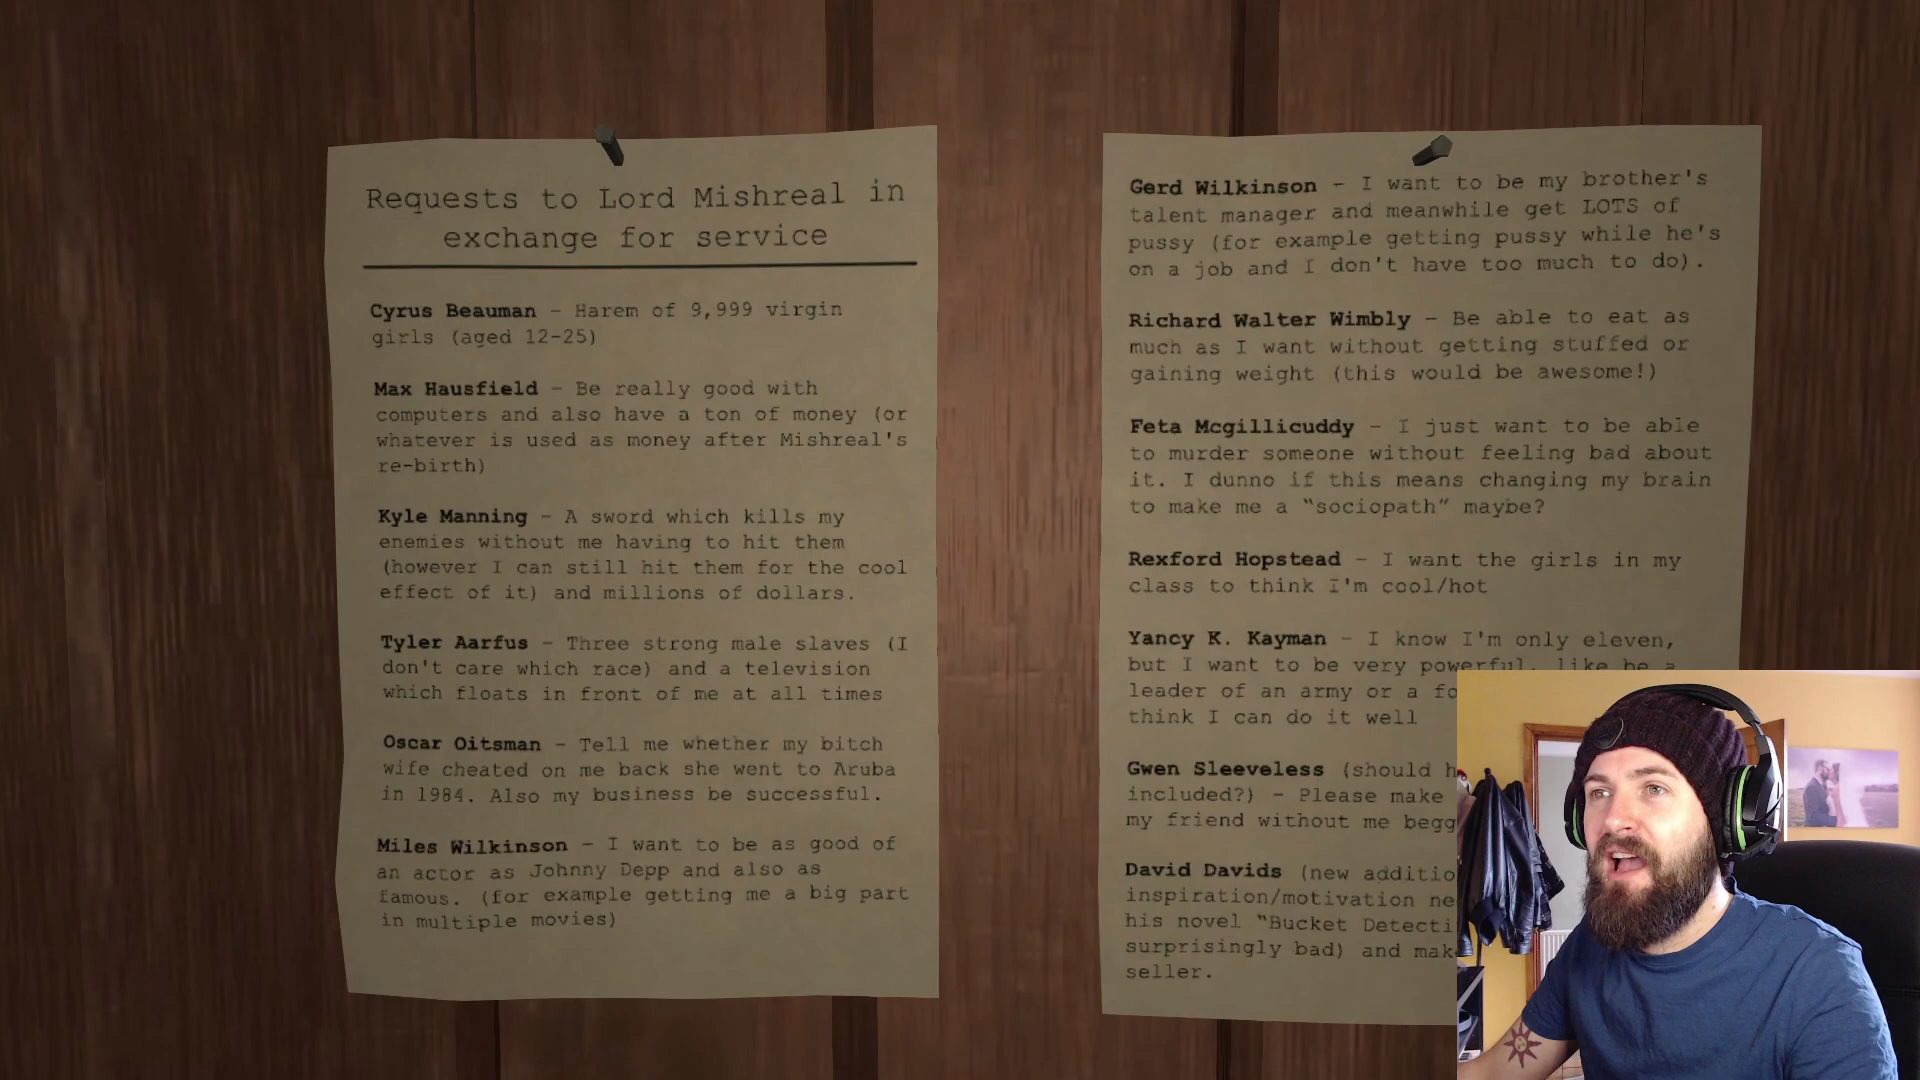 Requests to Lord Mishreal in
exchange for service
Cyrus Beauman - Harem of 9,999 virgin
girls (aged 12-25)
Max Hausfield - Be really good with
computers and also have a ton of money (or
whatever is used as money after Mishreal's
re-birth)
Kyle Manning - A sword which kills my
enemies without me having to hit them
(however I can still hit them for the cool
effect of it) and millions of dollars.
Tyler Aarfus - Three strong male slaves (I
don't care which race) and a television
which floats in front of me at all times
Oscar Oitsman - Tell me whether my bitch
wife cheated on me back she went to Aruba
in 1984. Also my business be successful.
Miles Wilkinson - I want to be as good of
an actor as Johnny Depp and also as
famous. (for example getting me a big part
in multiple movies)
Gerd Wilkinson - I want to be my brother's
talent manager and meanwhile get LOTS of
pussy (for example getting pussy while he's
on a job and I don't have too much to do).
Richard Walter Wimbly - Be able to eat as
much as I want without getting stuffed or
gaining weight (this would be awesome!)
Feta Mcgillicuddy - I just want to be able
to murder someone without feeling bad about
it. I dunno if this means changing my brain
to make me a “sociopath” maybe?
Rexford Hopstead - I want the girls in my
class to think I'm cool/hot
Yancy K. Kayman - I know I'm only eleven,
but I want to be very powerful, like be a
leader of an army or a
think I can do it well
Gwen Sleeveless (should
included?) - Please make
my friend without me
David Davids (new
inspiration/motivation
his novel “Bucket
surprisingly bad) and
seller.